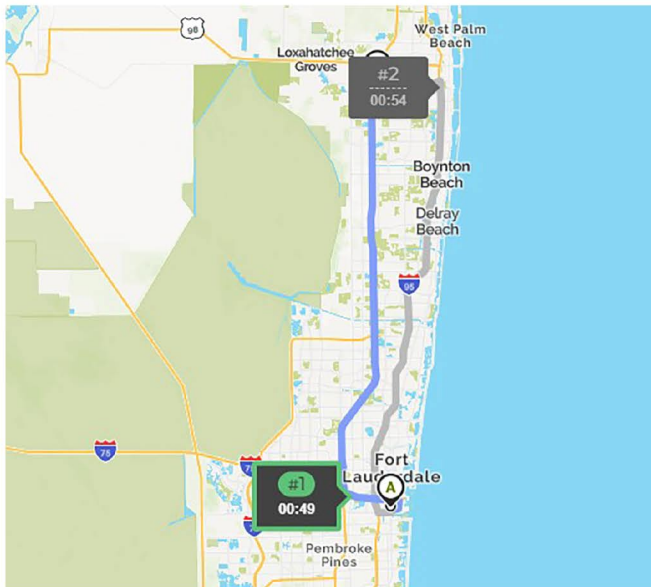 West Palm
Beach
98
Loxahatchee
Groves
#2
00:54
Boynton
Beach
Delray
Beach
95
75
Fort
Lauderdale
A
#1
00:49
Pembroke
Pines